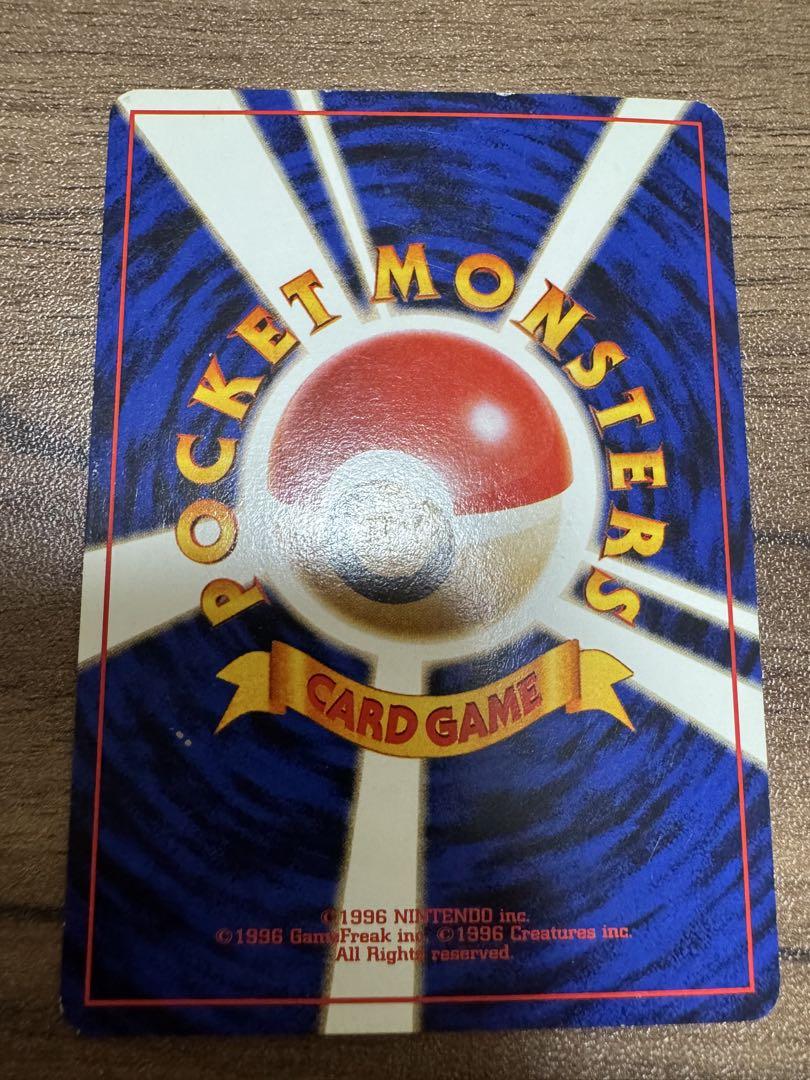 POCKET MONSTERS
CARD GAME
©1996 NINTENDO inc.
©1996 GameFreak inc. ©1996 Creatures inc.
All Rights reserved.